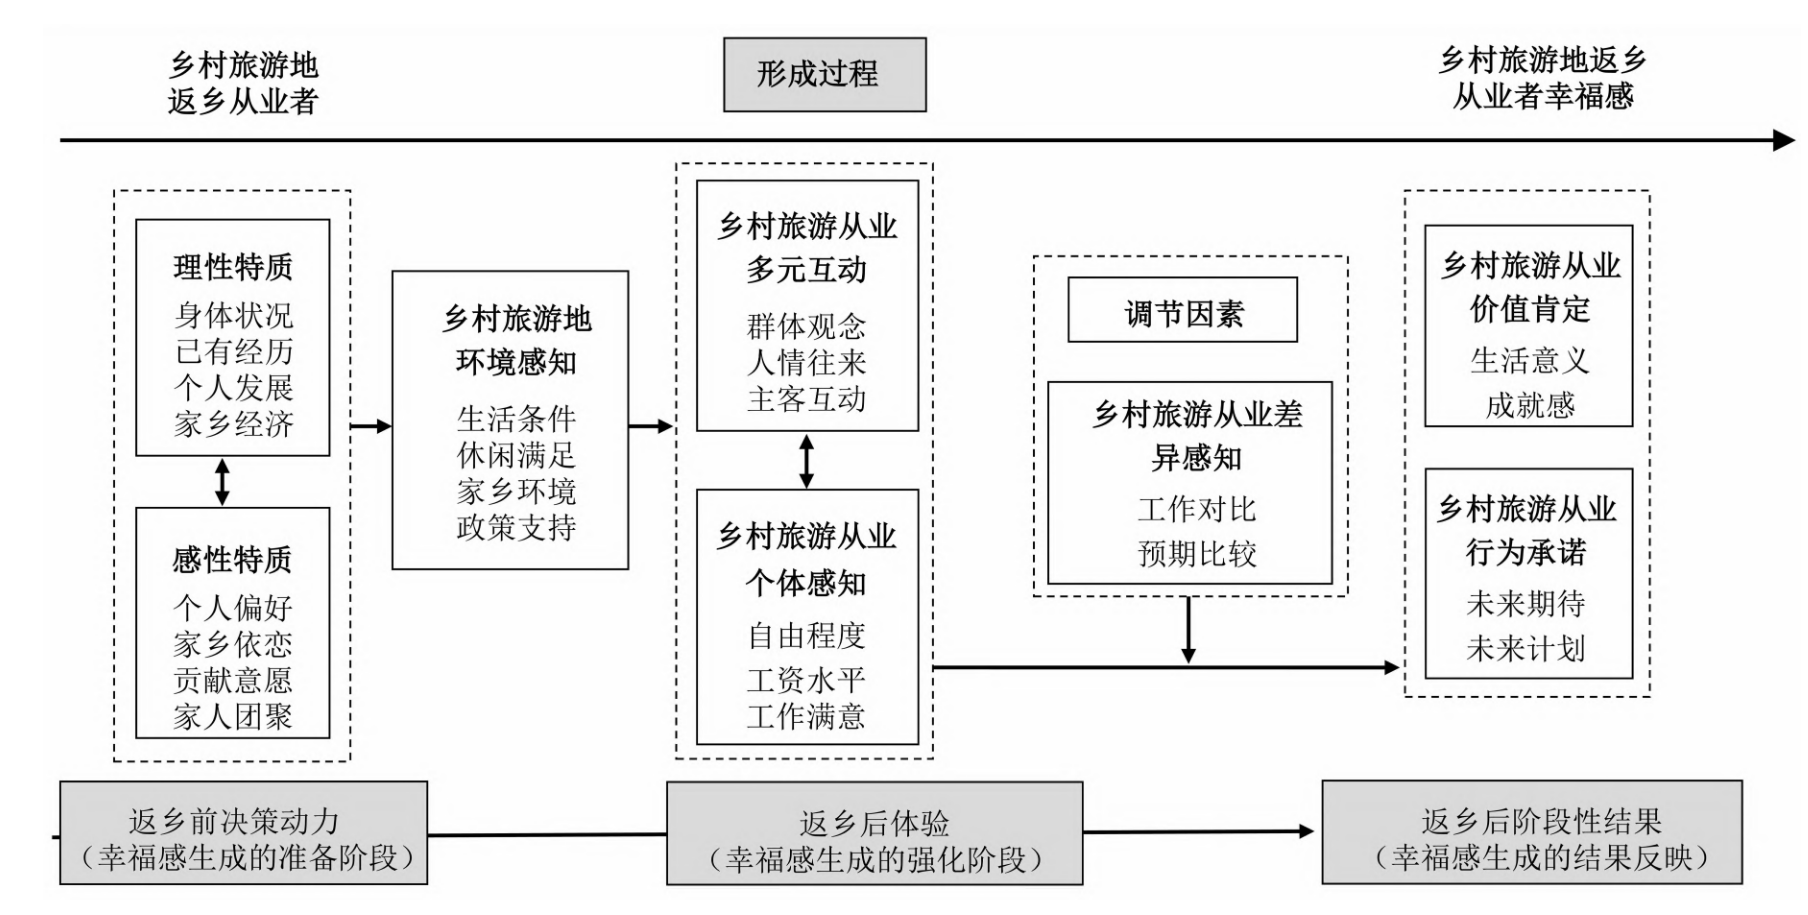 乡村旅游地
返乡从业者
形成过程
乡村旅游地返乡
从业者幸福感
理性特质
身体状况
已有经历
个人发展
家乡经济
感性特质
个人偏好
家乡依恋
贡献意愿
家人团聚
乡村旅游地
环境感知
生活条件
休闲满足
家乡环境
政策支持
乡村旅游从业
多元互动
群体观念
人情往来
主客互动
乡村旅游从业
个体感知
自由程度
工资水平
工作满意
调节因素
乡村旅游从业差
异感知
工作对比
预期比较
乡村旅游从业
价值肯定
生活意义
成就感
乡村旅游从业
行为承诺
未来期待
未来计划
返乡前决策动力
（幸福感生成的准备阶段）
返乡后体验
（幸福感生成的强化阶段）
返乡后阶段性结果
（幸福感生成的结果反映）